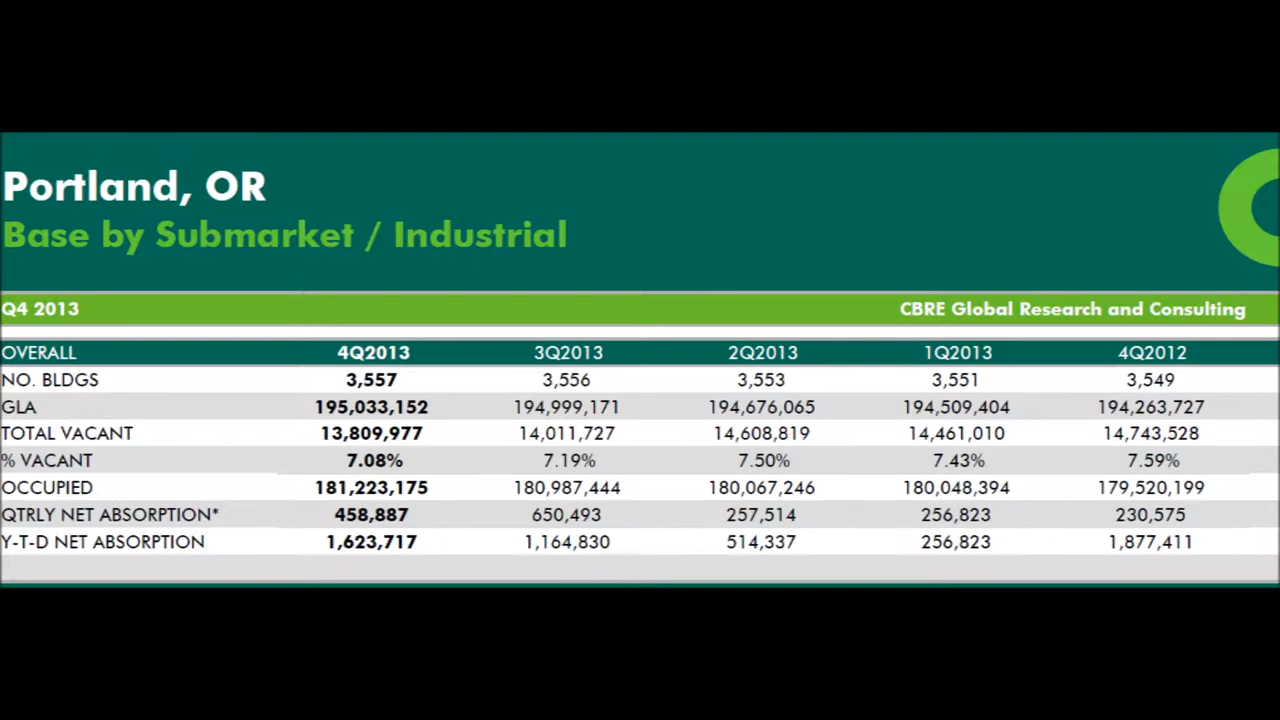 Portland, OR
Base by Submarket / Industrial
Q4 2013 CBRE Global Research and Consulting
OVERALL 4Q2013 3Q2013 2Q2013 1Q2013 4Q2012
NO. BLDGS 3,557 3,556 3,553 3,551 3,549
GLA 195,033,152 194,999,171 194,676,065 194,509,404 194,263,727
TOTAL VACANT 13,809,977 14,011,727 14,608,819 14,461,010 14,743,528
% VACANT 7.08% 7.19% 7.50% 7.43% 7.59%
OCCUPIED 181,223,175 180,987,444 180,067,246 180,048,394 179,520,199
QTRLY NET ABSORPTION* 458,887 650,493 257,514 256,823 230,575
Y-T-D NET ABSORPTION 1,623,717 1,164,830 514,337 256,823 1,877,411